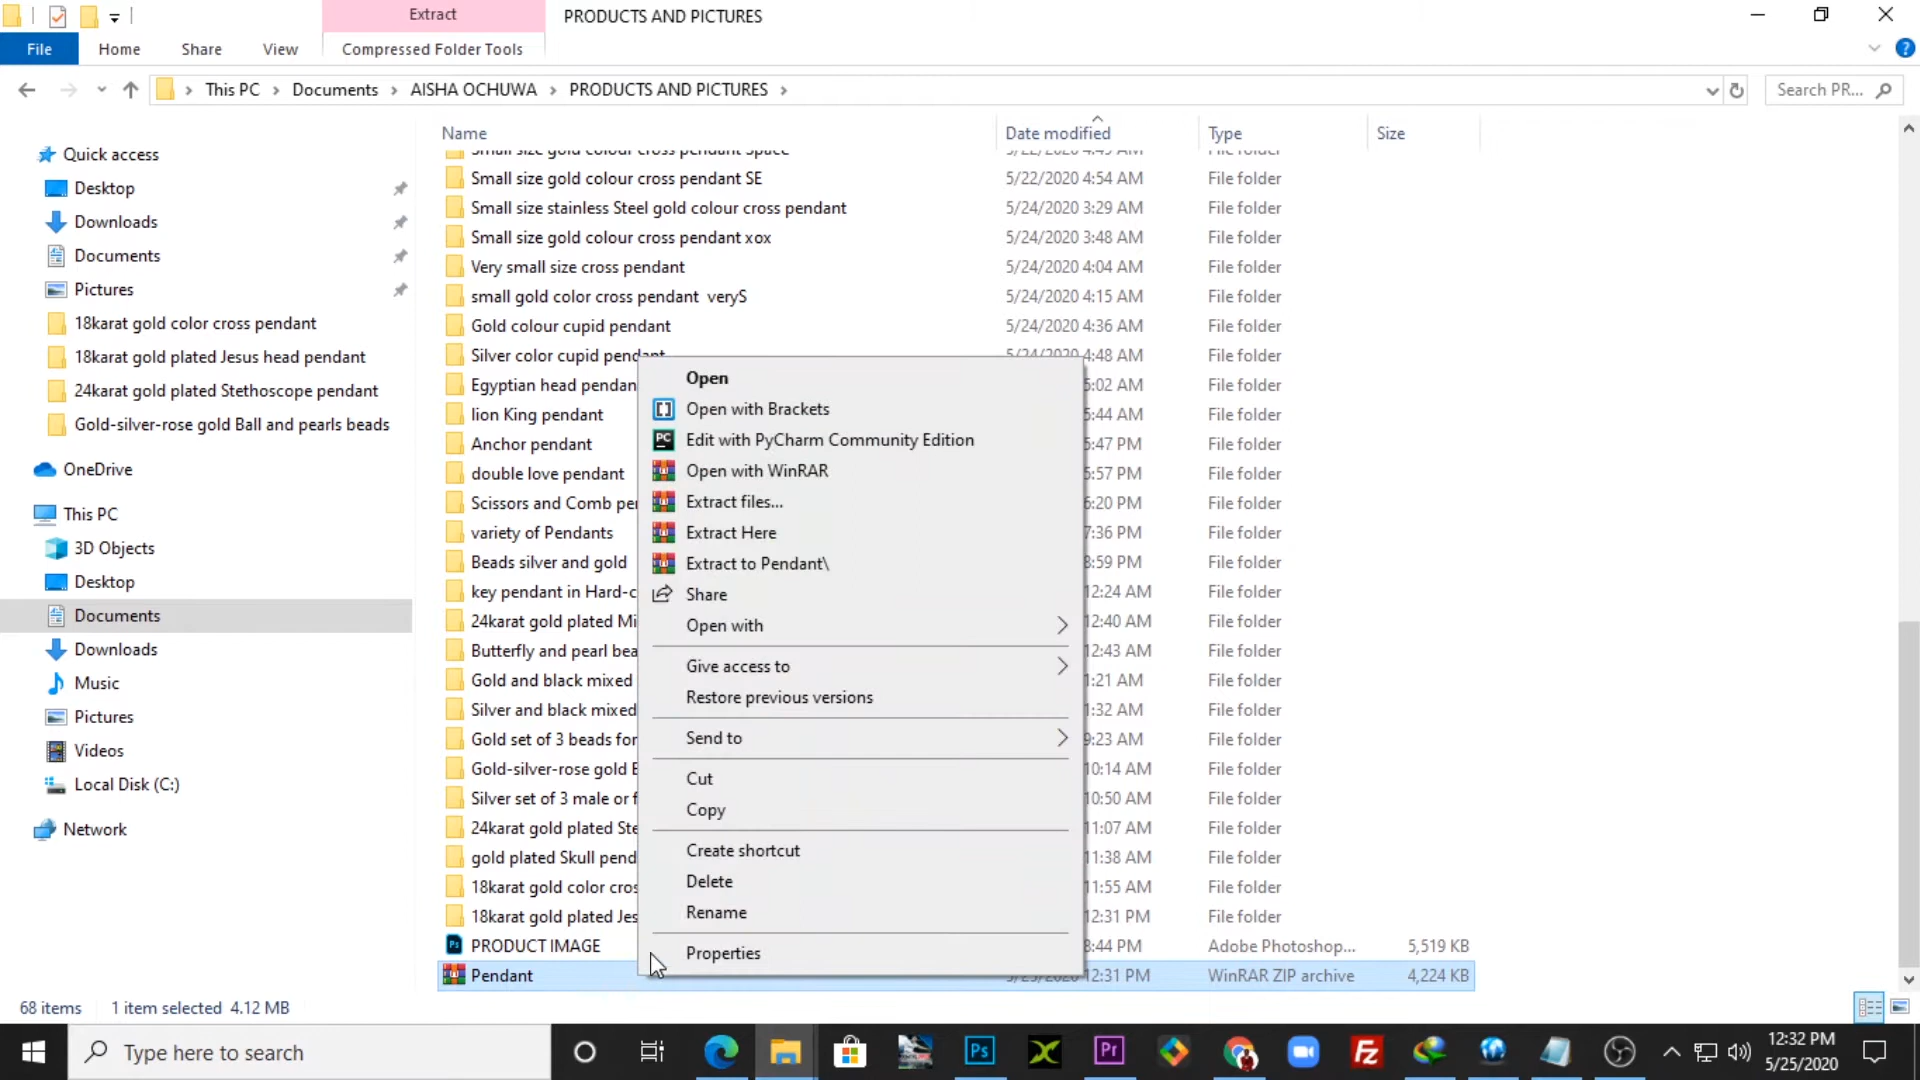 Extract
PRODUCTS AND PICTURES
File Home Share View Compressed Folder Tools
This PC Documents AISHA OCHUWA PRODUCTS AND PICTURES
Search PR...
Quick access
Desktop
Downloads
Documents
Pictures
18karat gold color cross pendant
18karat gold plated Jesus head pendant
24karat gold plated Stethoscope pendant
Gold-silver-rose gold Ball and pearls beads
OneDrive
This PC
3D Objects
Desktop
Documents
Downloads
Music
Pictures
Videos
Local Disk (C:)
Network
Name Date modified Type Size
Small size gold colour cross pendant Space 5/22/2020 4:49 AM File folder
Small size gold colour cross pendant SE 5/22/2020 4:54 AM File folder
Small size stainless Steel gold colour cross pendant 5/24/2020 3:29 AM File folder
Small size gold colour cross pendant xox 5/24/2020 3:48 AM File folder
Very small size cross pendant 5/24/2020 4:04 AM File folder
small gold color cross pendant veryS 5/24/2020 4:15 AM File folder
Gold colour cupid pendant 5/24/2020 4:36 AM File folder
Silver color cupid pendant 5/24/2020 4:48 AM File folder
Egyptian head pendan 5:02 AM File folder
lion King pendant 5:44 AM File folder
Anchor pendant 5:47 PM File folder
double love pendant 5:57 PM File folder
Scissors and Comb per 6:20 PM File folder
variety of Pendants 7:36 PM File folder
Beads silver and gold 8:59 PM File folder
key pendant in Hard-c 12:24 AM File folder
24karat gold plated Mi 12:40 AM File folder
Butterfly and pearl bea 12:43 AM File folder
Gold and black mixed 1:21 AM File folder
Silver and black mixed 1:32 AM File folder
Gold set of 3 beads for 9:23 AM File folder
Gold-silver-rose gold B 10:14 AM File folder
Silver set of 3 male or f 10:50 AM File folder
24karat gold plated Ste 11:07 AM File folder
gold plated Skull pend 11:38 AM File folder
18karat gold color cros 11:55 AM File folder
18karat gold plated Jes 12:31 PM File folder
PRODUCT IMAGE 8:44 PM Adobe Photoshop... 5,519 KB
Pendant 5/25/2020 12:31 PM WinRAR ZIP archive 4,224 KB
Open
Open with Brackets
Edit with PyCharm Community Edition
Open with WinRAR
Extract files...
Extract Here
Extract to Pendant\
Share
Open with
Give access to
Restore previous versions
Send to
Cut
Copy
Create shortcut
Delete
Rename
Properties
68 items 1 item selected 4.12 MB
Type here to search
12:32 PM
5/25/2020